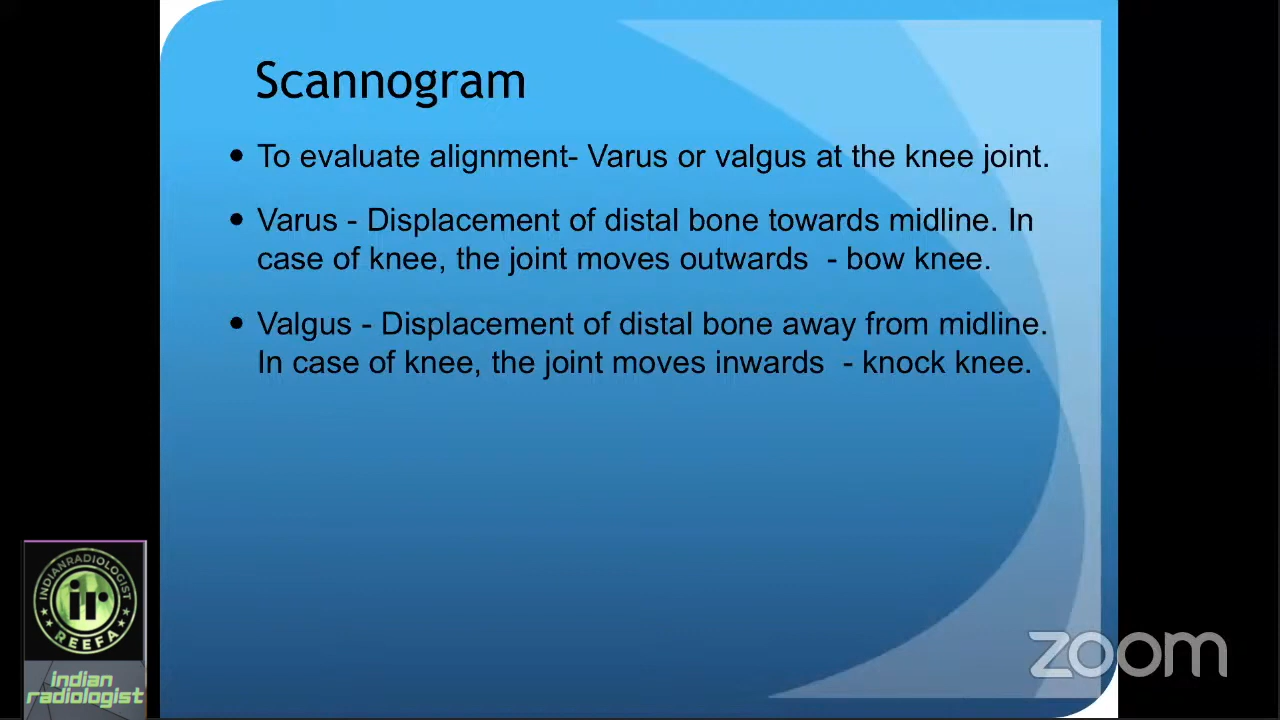 Scannogram
• To evaluate alignment- Varus or valgus at the knee joint.
• Varus - Displacement of distal bone towards midline. In
case of knee, the joint moves outwards - bow knee.
• Valgus - Displacement of distal bone away from midline.
In case of knee, the joint moves inwards - knock knee.
INDIANRADIOLOGIST
ir
REEFA
indian
radiologist
zoom